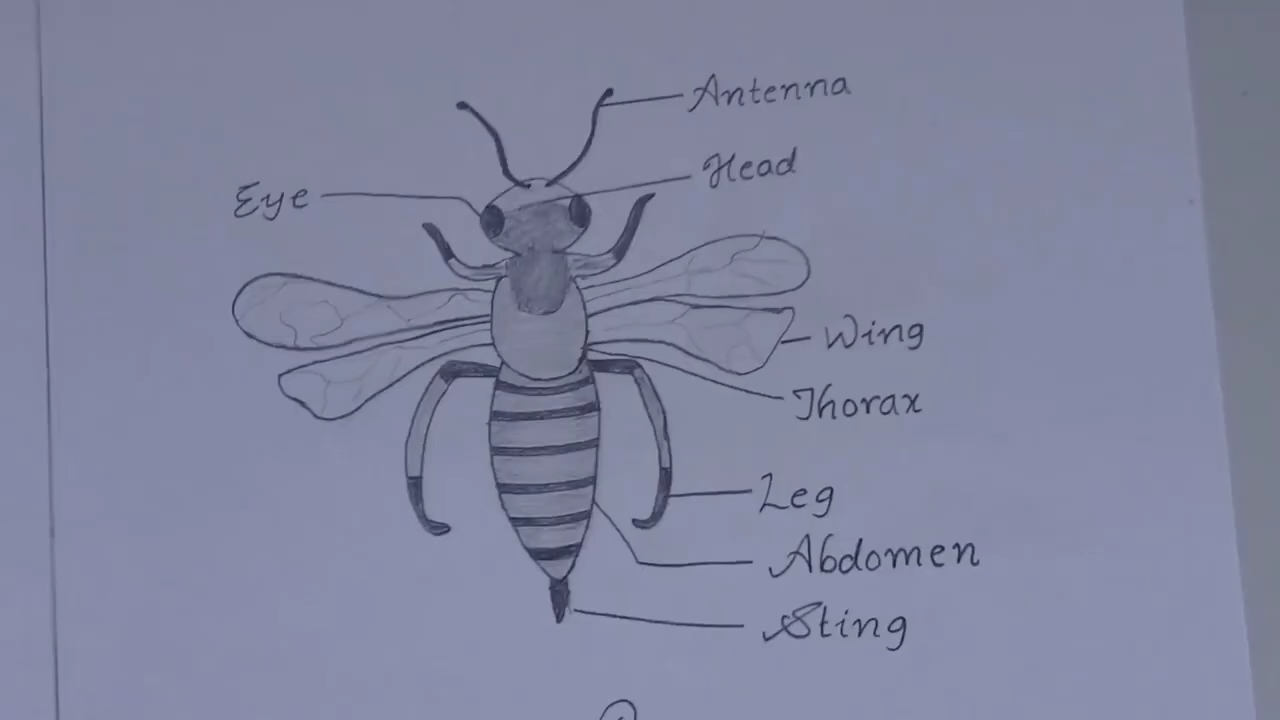 Antenna
Head
Eye
Wing
Thorax
Leg
Abdomen
Sting